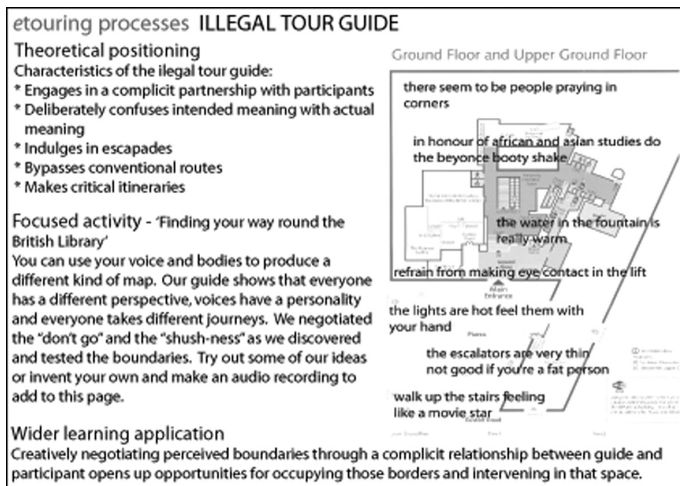 etouring processes ILLEGAL TOUR GUIDE
Theoretical positioning
Characteristics of the ilegal tour guide:
* Engages in a complicit partnership with participants
* Deliberately confuses intended meaning with actual
meaning
* Indulges in escapades
* Bypasses conventional routes
* Makes critical itineraries
Focused activity - 'Finding your way round the
British Library'
You can use your voice and bodies to produce a
different kind of map. Our guide shows that everyone
has a different perspective, voices have a personality
and everyone takes different journeys. We negotiated
the "don't go" and the "shush-ness" as we discovered
and tested the boundaries. Try out some of our ideas
or invent your own and make an audio recording to
add to this page.
Ground Floor and Upper Ground Floor
there seem to be people praying in
corners
in honour of african and asian studies do
the beyonce booty shake
the water in the fountain is
really warm
refrain from making eye contact in the lift
Main
Entrance
the lights are hot feel them with
your hand
Piazza
the escalators are very thin
not good if you're a fat person
walk up the stairs feeling
like a movie star
Wider learning application
Creatively negotiating perceived boundaries through a complicit relationship between guide and
participant opens up opportunities for occupying those borders and intervening in that space.